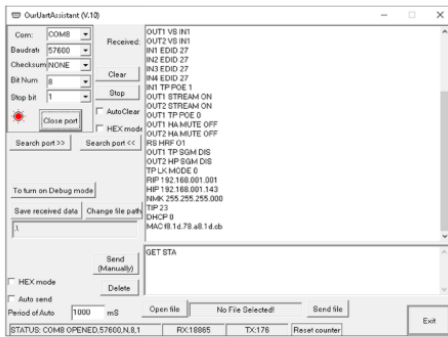 OurUartAssistant (V.10)
Com: COM8
Baudrate 57600
Checksum NONE
Bit Num 8
Stop bit 1
Close port
Received:
Clear
Stop
AutoClear
HEX mode
Search port >> Search port <<
To turn on Debug mode
Save received data Change file path
.\
OUT1 VS IN1
OUT2 VS IN1
IN1 EDID 27
IN2 EDID 27
IN3 EDID 27
IN4 EDID 27
IN1 TP POE 1
OUT1 STREAM ON
OUT2 STREAM ON
OUT1 TP POE 0
OUT1 HA MUTE OFF
OUT2 HA MUTE OFF
RS HRF O1
OUT1 TP SGM DIS
OUT2 HP SGM DIS
TP LK MODE 0
RIP 192.168.001.001
HIP 192.168.001.143
NMK 255.255.255.000
TIP 23
DHCP 0
MAC f8.1d.78.a8.1d.cb
GET STA
HEX mode
Send
(Manually)
Auto send
Delete
Period of Auto 1000 mS
Open file No File Selected! Send file
Exit
STATUS: COM8 OPENED,57600,N,8,1 RX:18865 TX:176 Reset counter